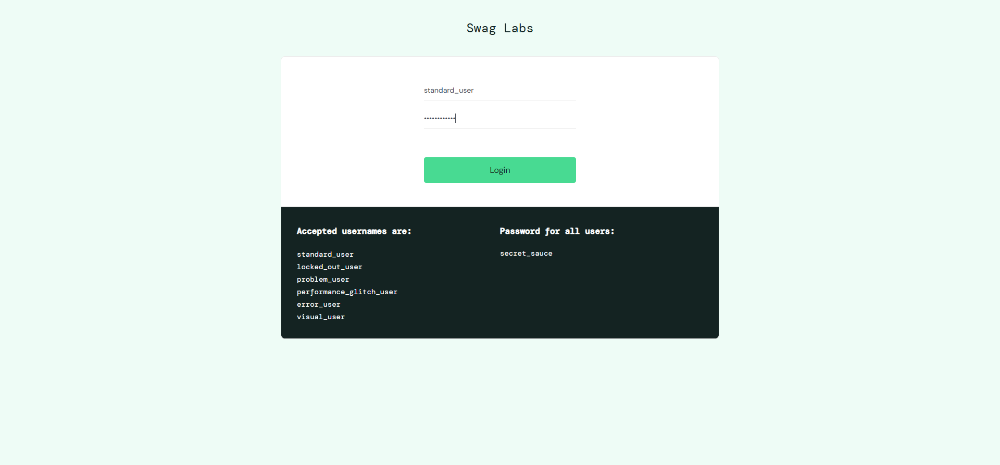 Swag Labs
standard_user
••••••••••••
Login
Accepted usernames are:
standard_user
locked_out_user
problem_user
performance_glitch_user
error_user
visual_user
Password for all users:
secret_sauce